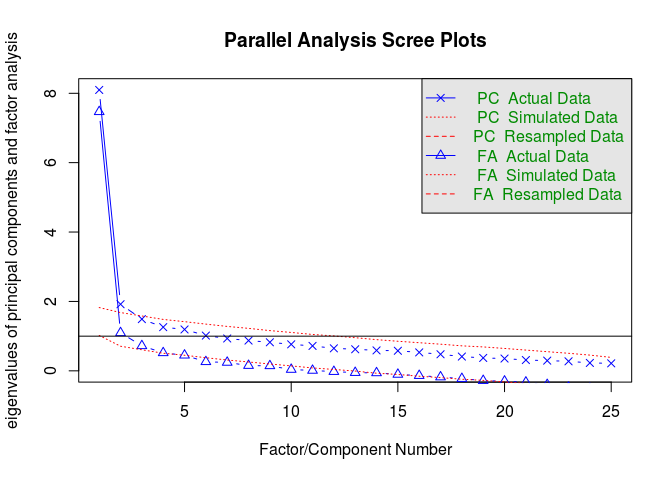 Parallel Analysis Scree Plots
eigenvalues of principal components and factor analysis
8
6
4
2
0
PC Actual Data
PC Simulated Data
PC Resampled Data
FA Actual Data
FA Simulated Data
FA Resampled Data
5 10 15 20 25
Factor/Component Number